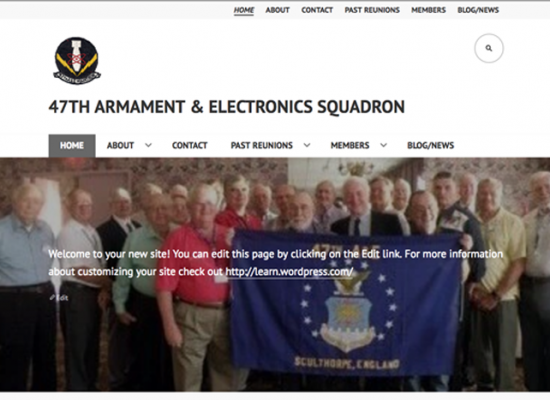 HOME ABOUT CONTACT PAST REUNIONS MEMBERS BLOG/NEWS
47TH ARMAMENT & ELECTRONICS SQUADRON
HOME ABOUT CONTACT PAST REUNIONS MEMBERS BLOG/NEWS
Welcome to your new site! You can edit this page by clicking on the Edit link. For more information
about customizing your site check out http://learn.wordpress.com/
Edit
SCULTHORPE, ENGLAND